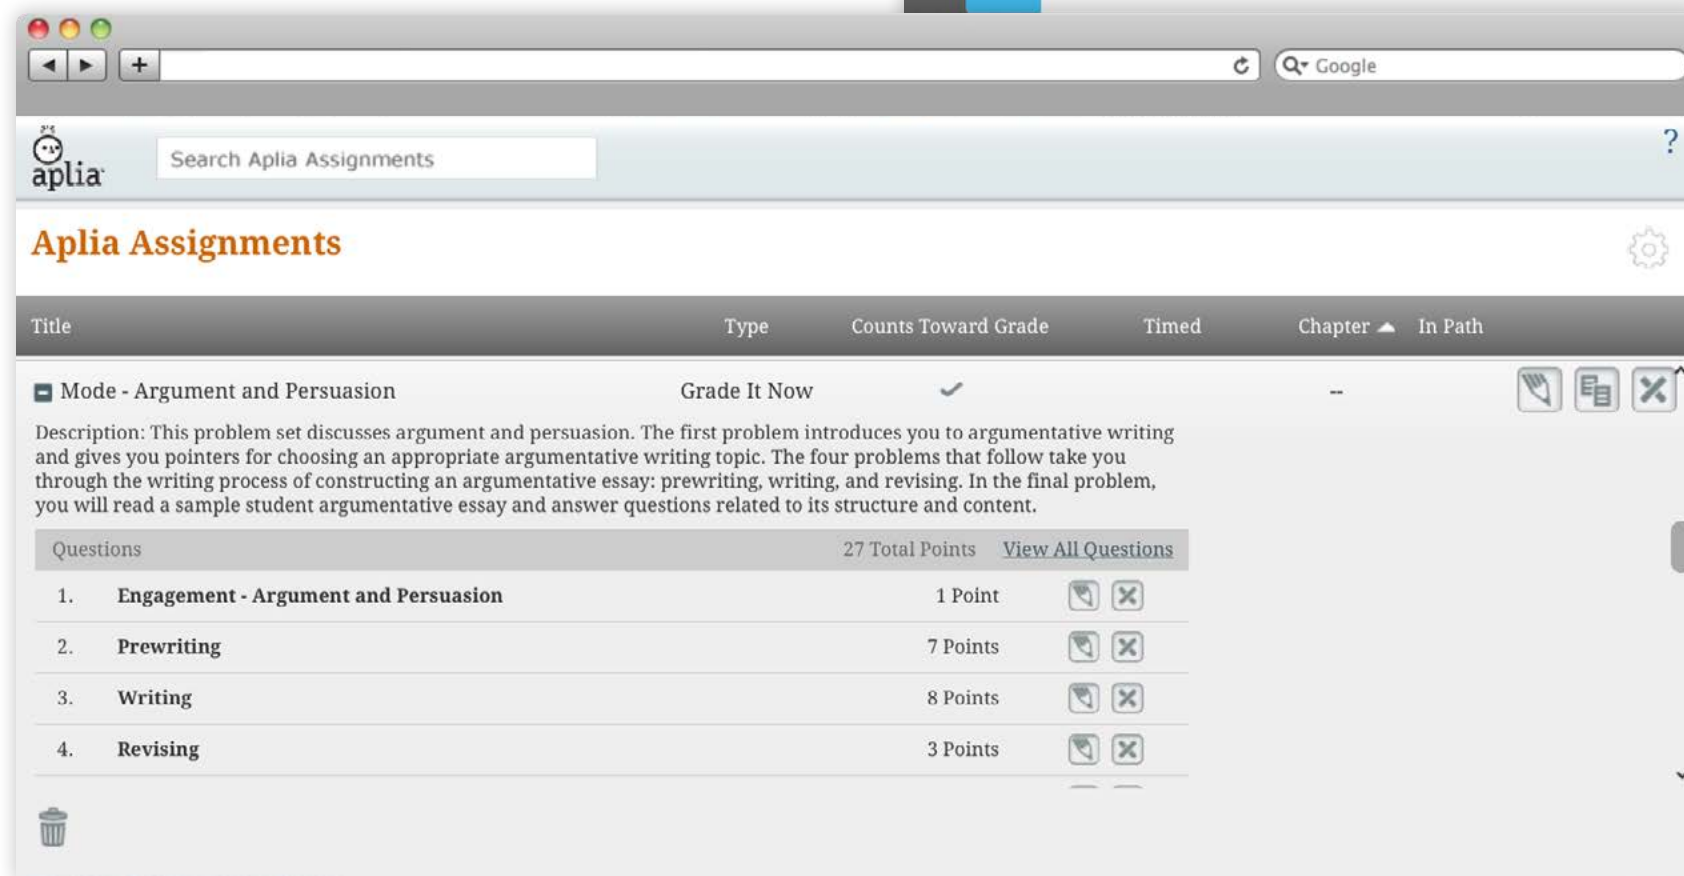 Google
aplia
Search Aplia Assignments
?
Aplia Assignments
Title Type Counts Toward Grade Timed Chapter In Path
Mode - Argument and Persuasion Grade It Now --
Description: This problem set discusses argument and persuasion. The first problem introduces you to argumentative writing
and gives you pointers for choosing an appropriate argumentative writing topic. The four problems that follow take you
through the writing process of constructing an argumentative essay: prewriting, writing, and revising. In the final problem,
you will read a sample student argumentative essay and answer questions related to its structure and content.
Questions 27 Total Points View All Questions
1. Engagement - Argument and Persuasion 1 Point
2. Prewriting 7 Points
3. Writing 8 Points
4. Revising 3 Points